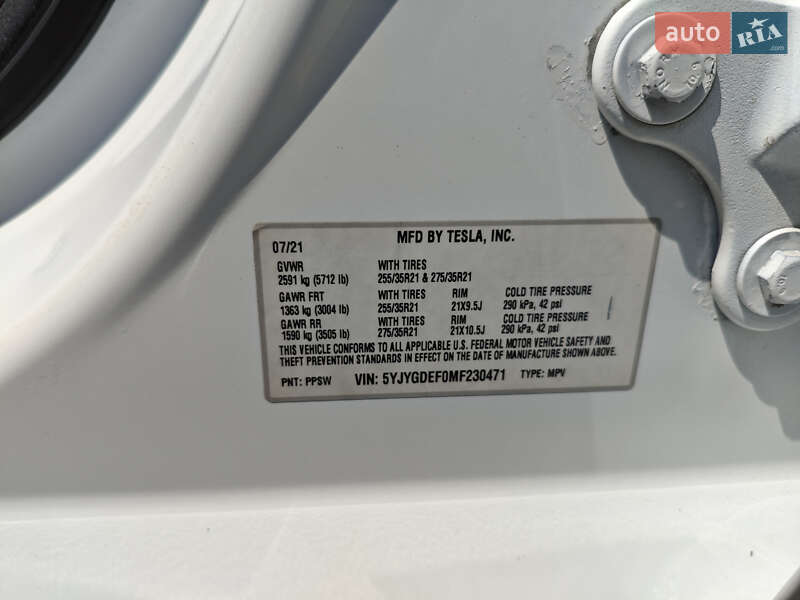 auto RIA .com
07/21 MFD BY TESLA, INC.
GVWR WITH TIRES
2591 kg (5712 lb) 255/35R21 & 275/35R21
GAWR FRT WITH TIRES RIM COLD TIRE PRESSURE
1363 kg (3004 lb) 255/35R21 21X9.5J 290 kPa, 42 psi
GAWR RR WITH TIRES RIM COLD TIRE PRESSURE
1590 kg (3505 lb) 275/35R21 21X10.5J 290 kPa, 42 psi
THIS VEHICLE CONFORMS TO ALL APPLICABLE U.S. FEDERAL MOTOR VEHICLE SAFETY AND
THEFT PREVENTION STANDARDS IN EFFECT ON THE DATE OF MANUFACTURE SHOWN ABOVE.
PNT: PPSW VIN: 5YJYGDEF0MF230471 TYPE: MPV